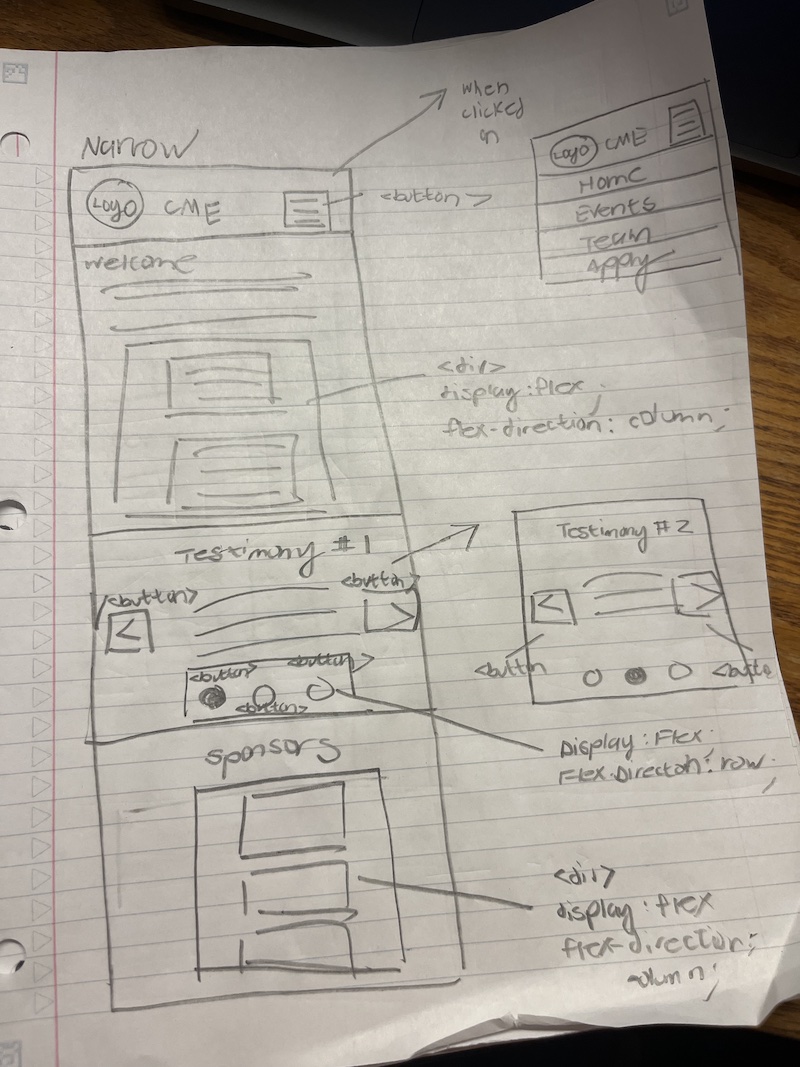 when
clicked
on
Narrow
Logo CME
<button>
Logo CME
Home
Events
Team
Apply
welcome
<div>
display:flex;
flex-direction: column;
Testimony #1
<button>
<button>
<
>
<button>
<button>
<button>
Testimony #2
<
>
<button
<butto
Display: Flex;
Flex-Directon: row;
sponsors
<div>
display: flex
flex-direction:
column;